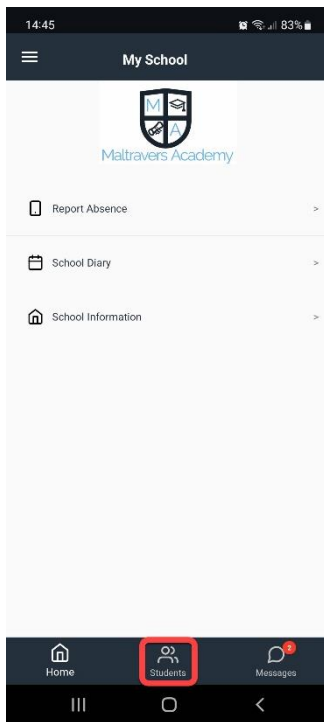 14:45 83%
My School
M
A
Maltravers Academy
Report Absence >
School Diary >
School Information >
2
Home Students Messages